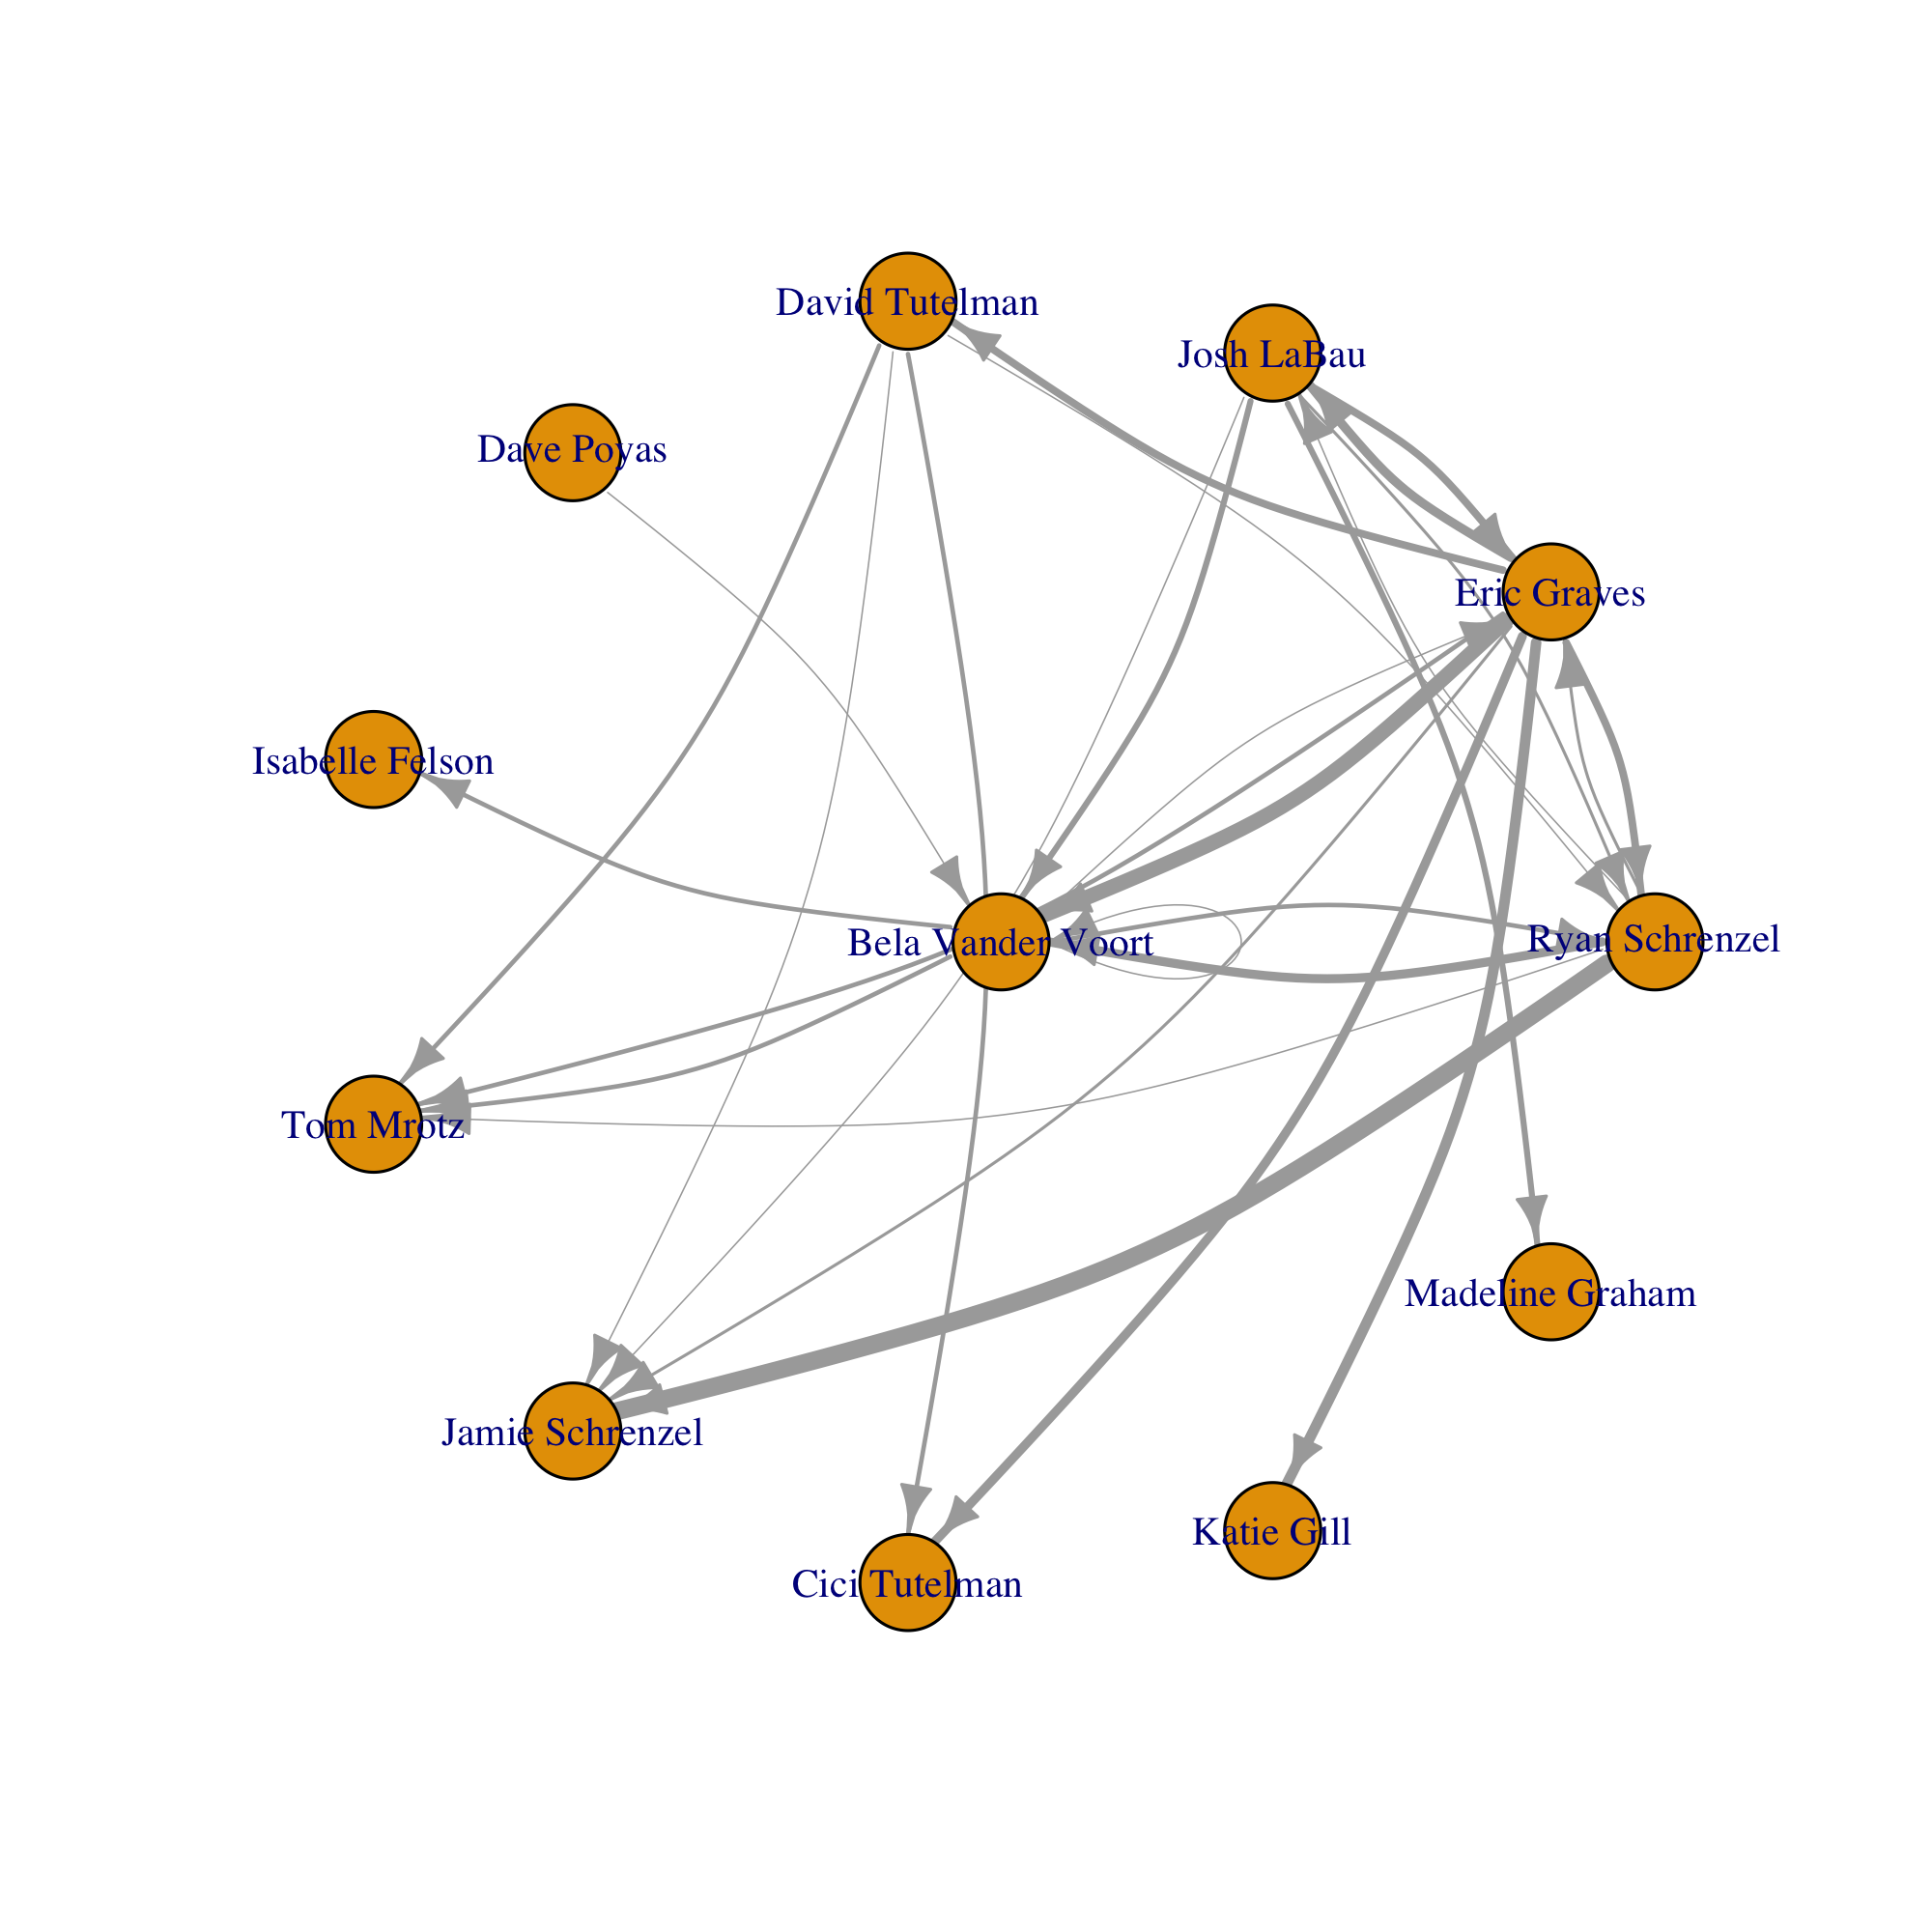 David Tutelman
Josh LaBau
Dave Poyas
Eric Graves
Isabelle Felson
Bela Vander Voort
Ryan Schrenzel
Tom Mrotz
Madeline Graham
Jamie Schrenzel
Katie Gill
Cici Tutelman